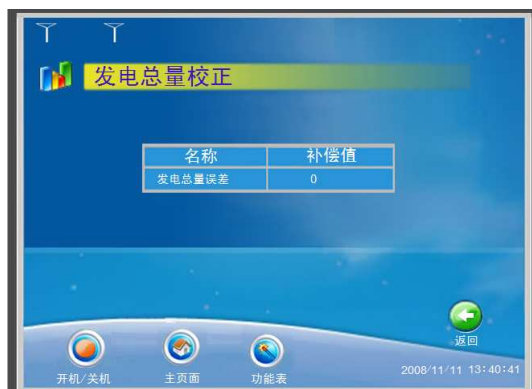 发电总量校正
名称 补偿值
发电总量误差 0
返回
开机/关机 主页面 功能表
2008/11/11 13:40:41